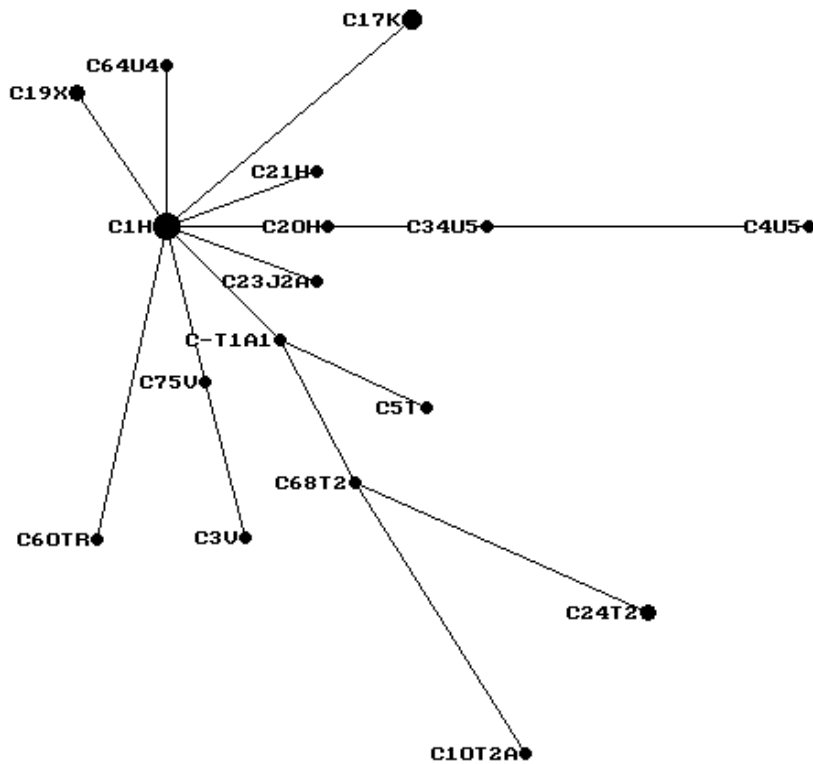 C17K
C64U4
C19X
C21H
C1H
C20H
C34U5
C4U5
C23J2A
C-T1A1
C75V
C5T
C68T2
C60TR
C3V
C24T2
C10T2A